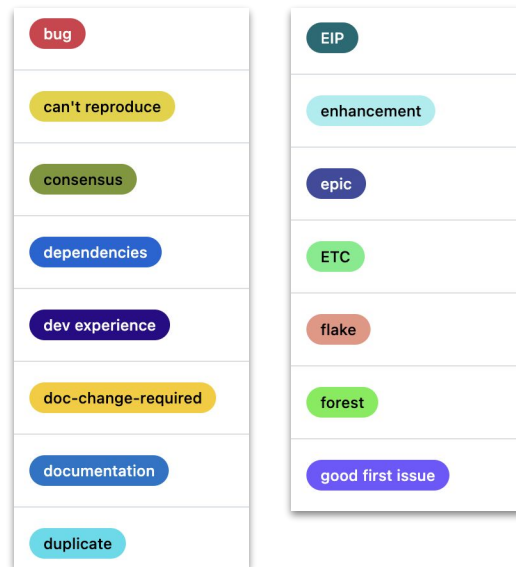 bug
can't reproduce
consensus
dependencies
dev experience
doc-change-required
documentation
duplicate
EIP
enhancement
epic
ETC
flake
forest
good first issue